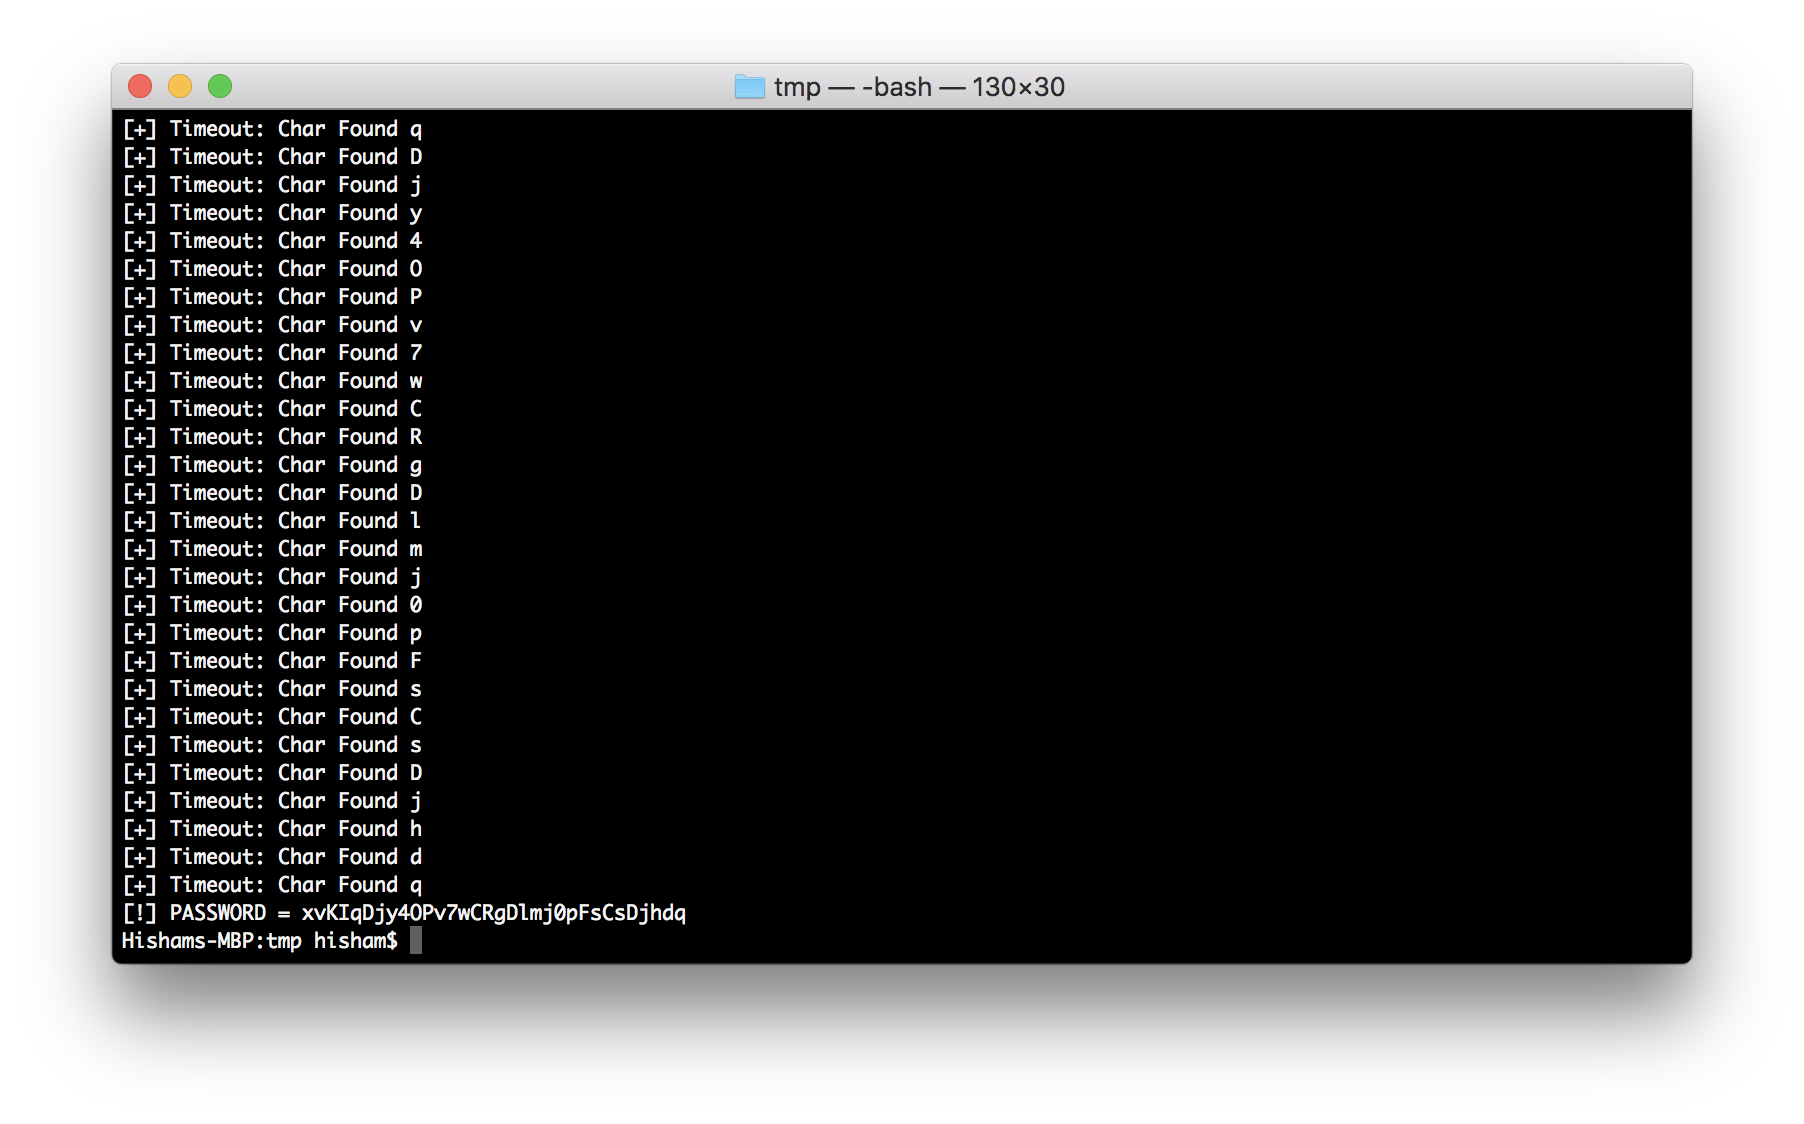 tmp — -bash — 130×30
[+] Timeout: Char Found q
[+] Timeout: Char Found D
[+] Timeout: Char Found j
[+] Timeout: Char Found y
[+] Timeout: Char Found 4
[+] Timeout: Char Found O
[+] Timeout: Char Found P
[+] Timeout: Char Found v
[+] Timeout: Char Found 7
[+] Timeout: Char Found w
[+] Timeout: Char Found C
[+] Timeout: Char Found R
[+] Timeout: Char Found g
[+] Timeout: Char Found D
[+] Timeout: Char Found l
[+] Timeout: Char Found m
[+] Timeout: Char Found j
[+] Timeout: Char Found 0
[+] Timeout: Char Found p
[+] Timeout: Char Found F
[+] Timeout: Char Found s
[+] Timeout: Char Found C
[+] Timeout: Char Found s
[+] Timeout: Char Found D
[+] Timeout: Char Found j
[+] Timeout: Char Found h
[+] Timeout: Char Found d
[+] Timeout: Char Found q
[!] PASSWORD = xvKIqDjy4OPv7wCRgDlmj0pFsCsDjhdq
Hishams-MBP:tmp hisham$